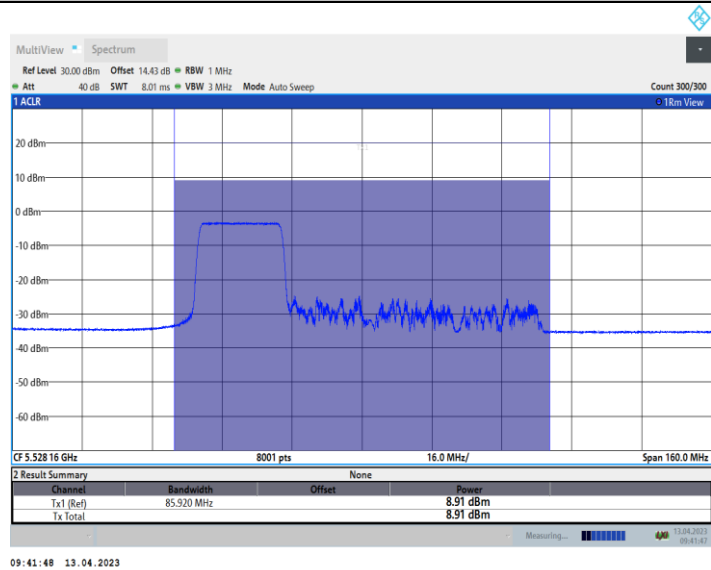 MultiView Spectrum
Ref Level 30.00 dBm Offset 14.43 dB RBW 1 MHz
Att 40 dB SWT 8.01 ms VBW 3 MHz Mode Auto Sweep Count 300/300
1 ACLR 1Rm View
20 dBm
10 dBm
0 dBm
-10 dBm
-20 dBm
-30 dBm
-40 dBm
-50 dBm
-60 dBm
CF 5.528 16 GHz 8001 pts 16.0 MHz/ Span 160.0 MHz
2 Result Summary None
Channel Bandwidth Offset Power
Tx1 (Ref) 85.920 MHz 8.91 dBm
Tx Total 8.91 dBm
Measuring... 13.04.2023
09:41:47
09:41:48 13.04.2023